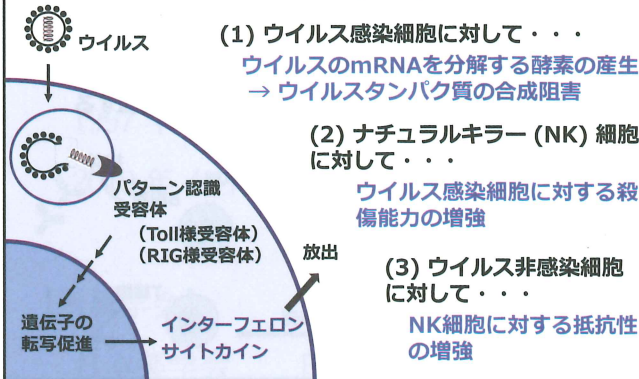 ウイルス
(1) ウイルス感染細胞に対して・・・
ウイルスのmRNAを分解する酵素の産生
→ ウイルスタンパク質の合成阻害
(2) ナチュラルキラー (NK) 細胞
に対して・・・
ウイルス感染細胞に対する殺
傷能力の増強
パターン認識
受容体
(Toll様受容体)
(RIG様受容体)
放出
(3) ウイルス非感染細胞
に対して・・・
NK細胞に対する抵抗性
の増強
遺伝子の
転写促進
インターフェロン
サイトカイン